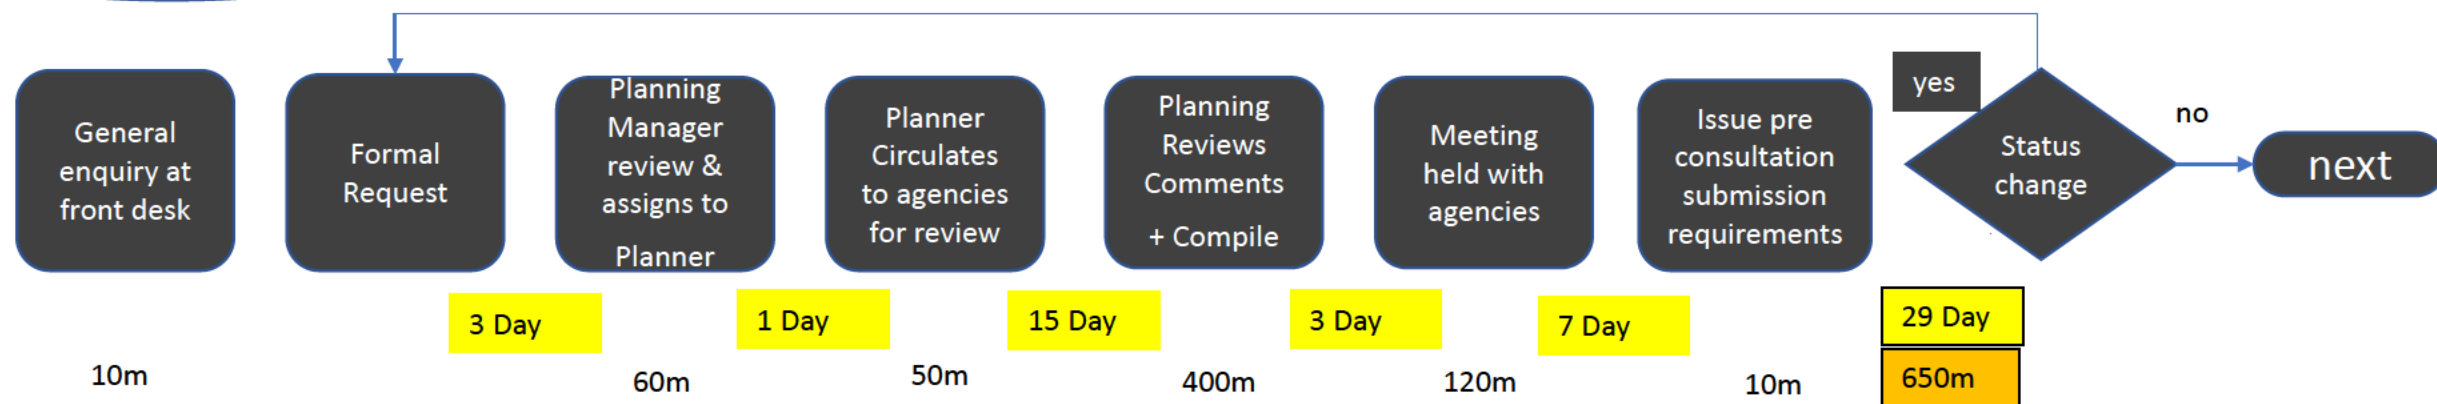 General
enquiry at
front desk
Formal
Request
Planning
Manager
review &
assigns to
Planner
Planner
Circulates
to agencies
for review
Planning
Reviews
Comments
+ Compile
Meeting
held with
agencies
Issue pre
consultation
submission
requirements
yes
Status
change
no
next
3 Day
1 Day
15 Day
3 Day
7 Day
29 Day
10m
60m
50m
400m
120m
10m
650m